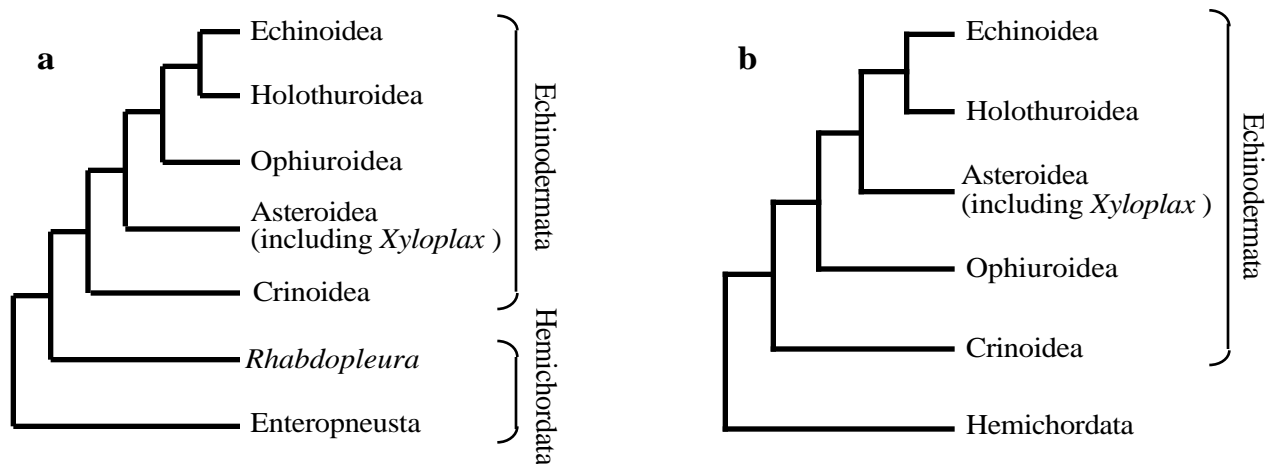 a
Echinoidea
Holothuroidea
Ophiuroidea
Asteroidea
(including Xyloplax )
Crinoidea
Rhabdopleura
Enteropneusta
Echinodermata
Hemichordata
b
Echinoidea
Holothuroidea
Asteroidea
(including Xyloplax )
Ophiuroidea
Crinoidea
Hemichordata
Echinodermata